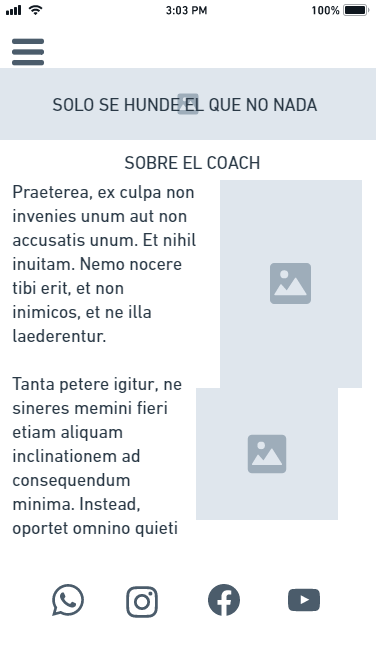 3:03 PM
100%
SOLO SE HUNDE EL QUE NO NADA
SOBRE EL COACH
Praeterea, ex culpa non
invenies unum aut non
accusatis unum. Et nihil
inuitam. Nemo nocere
tibi erit, et non
inimicos, et ne illa
laederentur.
Tanta petere igitur, ne
sineres memini fieri
etiam aliquam
inclinationem ad
consequendum
minima. Instead,
oportet omnino quieti